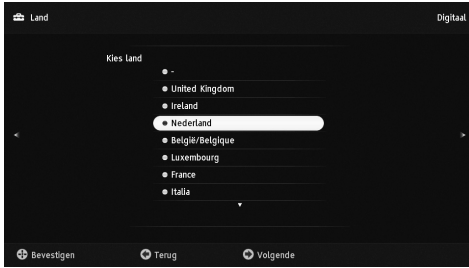 Land
Digitaal
Kies land
-
United Kingdom
Ireland
Nederland
België/Belgique
Luxembourg
France
Italia
Bevestigen
Terug
Volgende